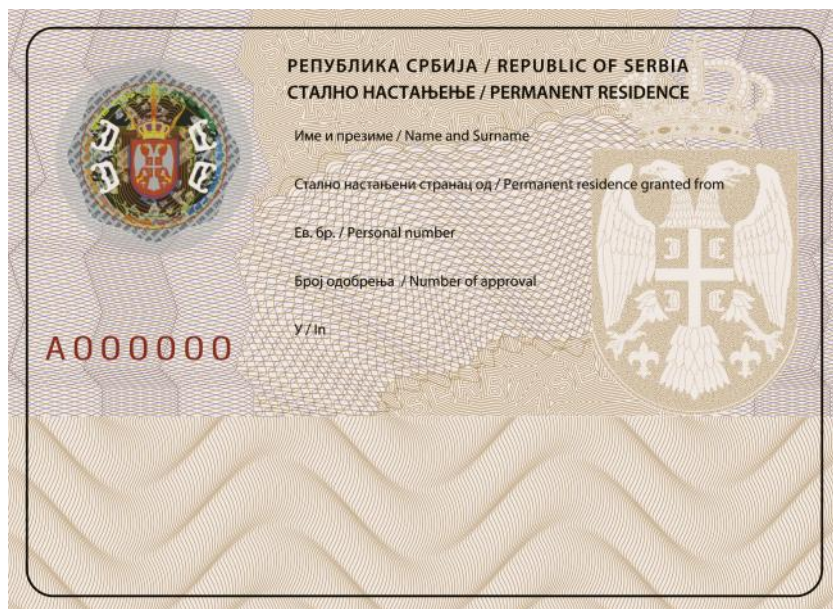 РЕПУБЛИКА СРБИЈА / REPUBLIC OF SERBIA
СТАЛНО НАСТАЊЕЊЕ / PERMANENT RESIDENCE
Име и презиме / Name and Surname
Стално настањени странац од / Permanent residence granted from
Ев. бр. / Personal number
Број одобрења / Number of approval
У / In
A000000